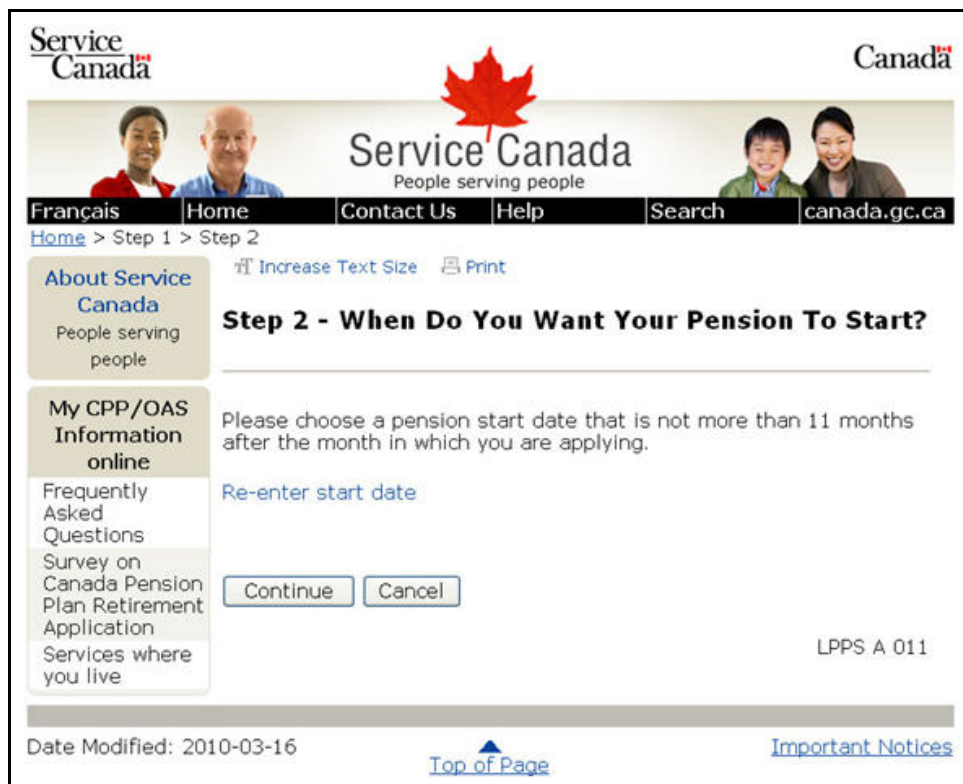 Service
Canada
Canada
Service Canada
People serving people
Français Home Contact Us Help Search canada.gc.ca
Home > Step 1 > Step 2
About Service
Canada
People serving
people
My CPP/OAS
Information
online
Frequently
Asked
Questions
Survey on
Canada Pension
Plan Retirement
Application
Services where
you live
Increase Text Size Print
Step 2 - When Do You Want Your Pension To Start?
Please choose a pension start date that is not more than 11 months
after the month in which you are applying.
Re-enter start date
Continue Cancel
LPPS A 011
Date Modified: 2010-03-16
Top of Page
Important Notices